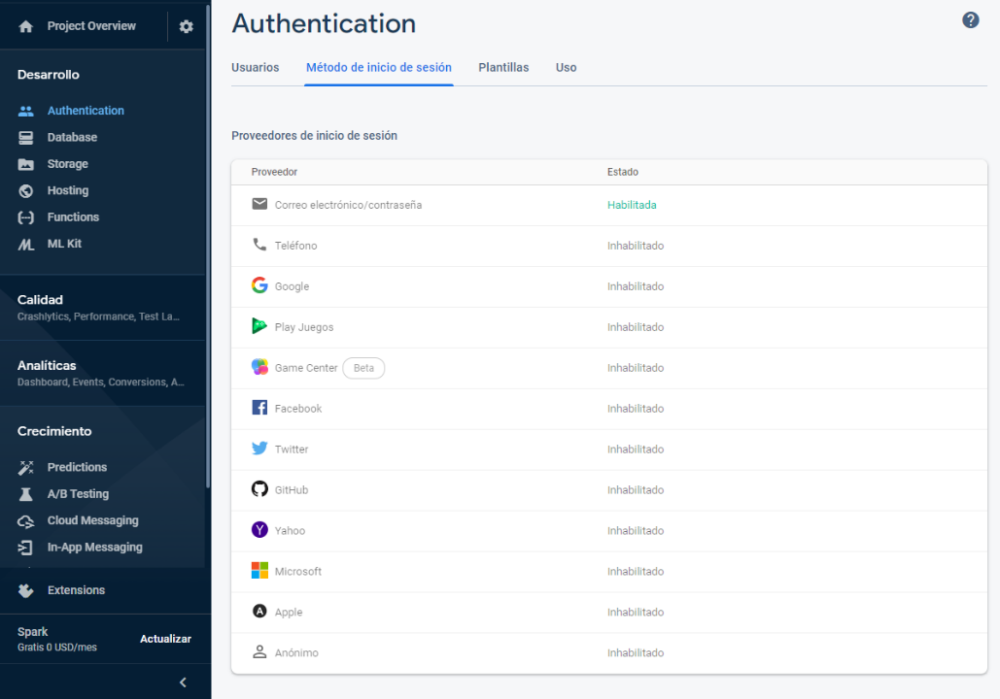 Project Overview
Desarrollo
Authentication
Database
Storage
Hosting
Functions
ML Kit
Calidad
Crashlytics, Performance, Test La...
Analíticas
Dashboard, Events, Conversions, A...
Crecimiento
Predictions
A/B Testing
Cloud Messaging
In-App Messaging
Extensions
Spark
Gratis 0 USD/mes
Actualizar
Authentication
Usuarios Método de inicio de sesión Plantillas Uso
Proveedores de inicio de sesión
Proveedor Estado
Correo electrónico/contraseña Habilitada
Teléfono Inhabilitado
Google Inhabilitado
Play Juegos Inhabilitado
Game Center Beta Inhabilitado
Facebook Inhabilitado
Twitter Inhabilitado
GitHub Inhabilitado
Yahoo Inhabilitado
Microsoft Inhabilitado
Apple Inhabilitado
Anónimo Inhabilitado